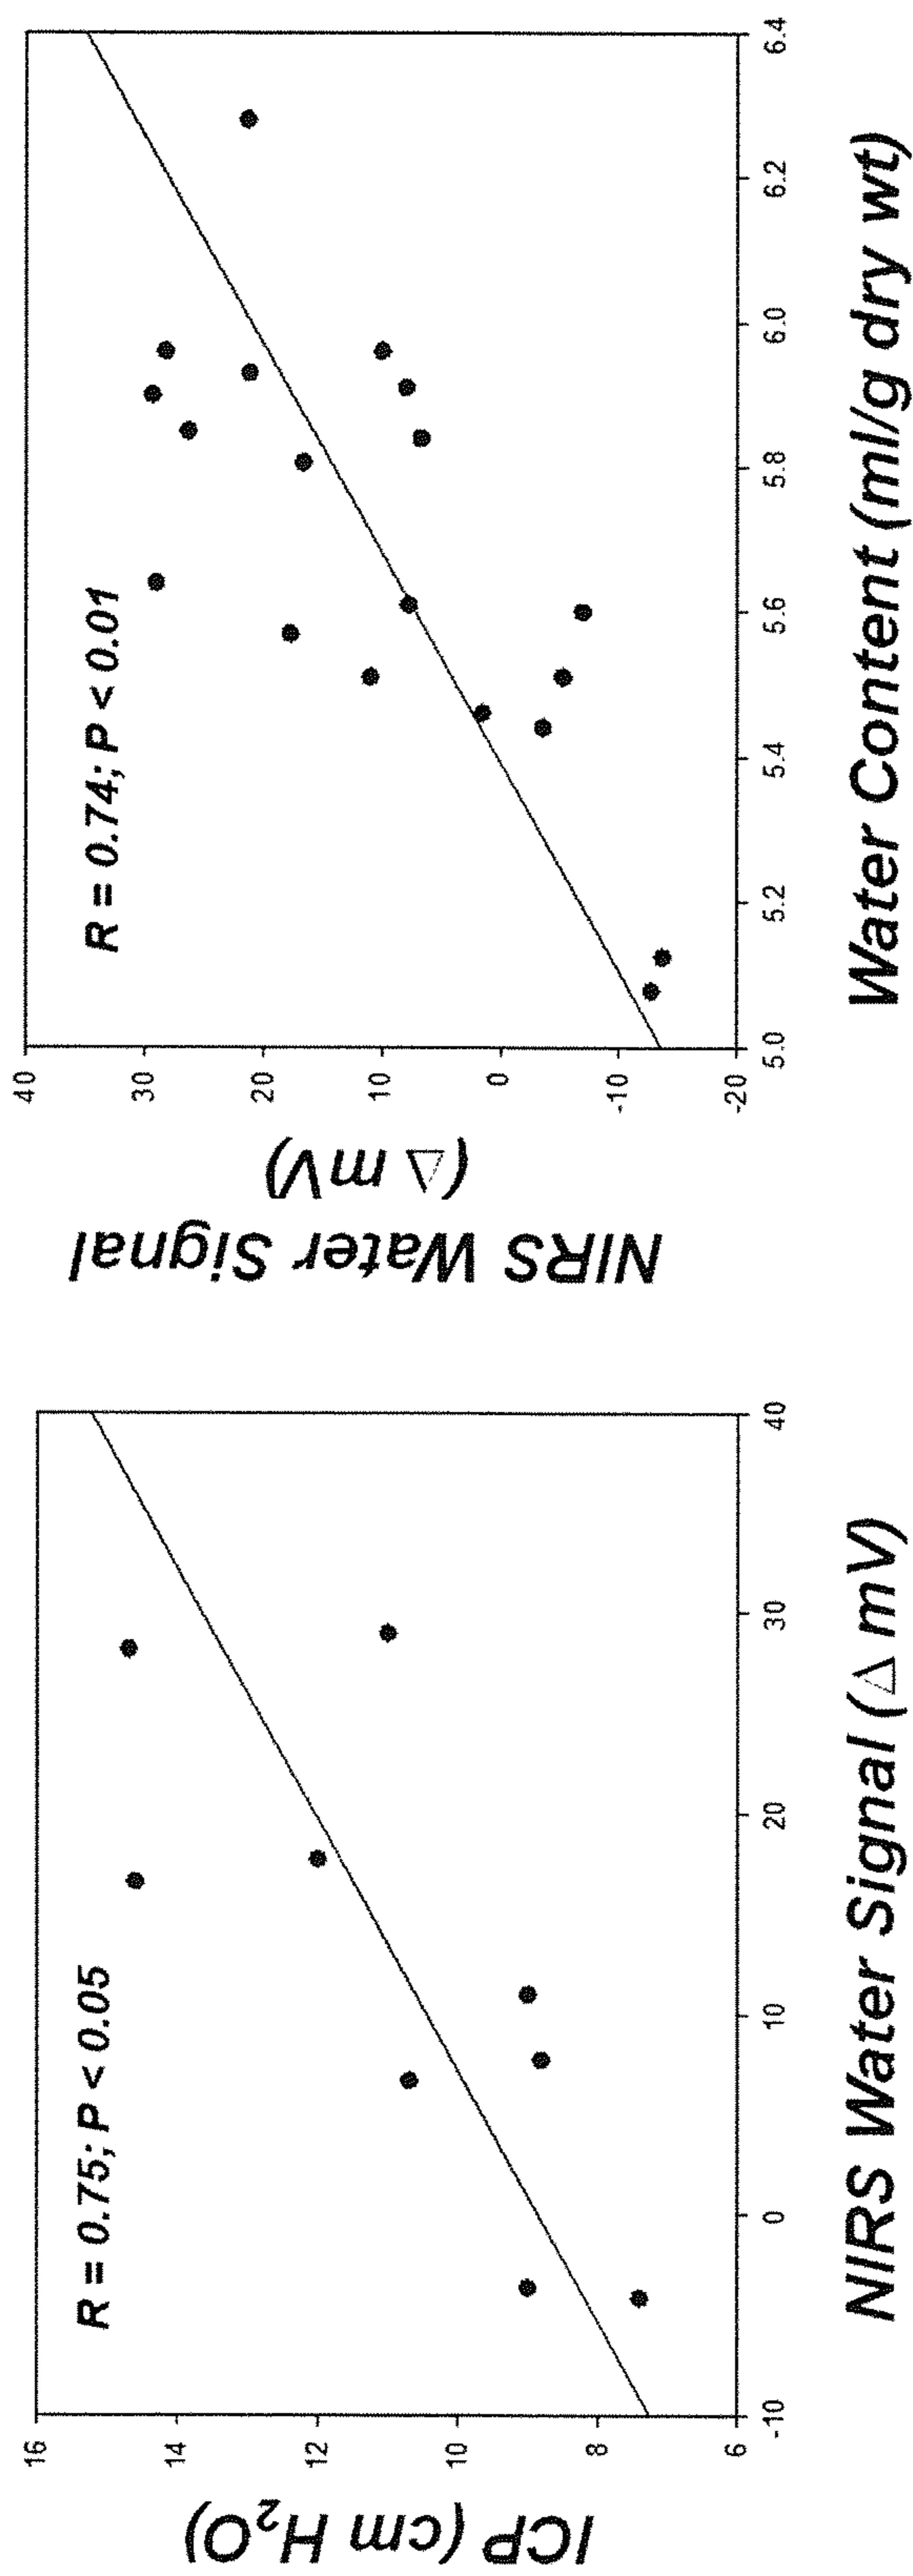 ICP (cm H₂O)
16
14
12
10
8
6
R = 0.75; P < 0.05
-10 0 10 20 30 40
NIRS Water Signal (Δ mV)
NIRS Water Signal
(Δ mV)
40
30
20
10
0
-10
-20
R = 0.74; P < 0.01
5.0 5.2 5.4 5.6 5.8 6.0 6.2 6.4
Water Content (ml/g dry wt)